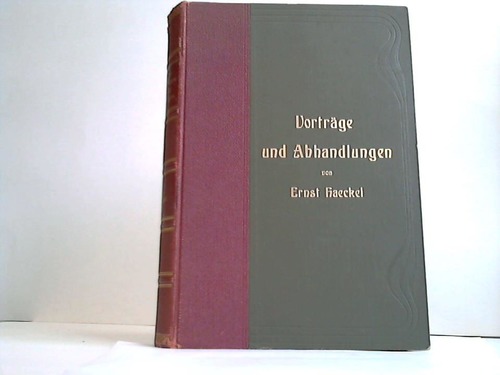 Vorträge
und Abhandlungen
von
Ernst Haeckel